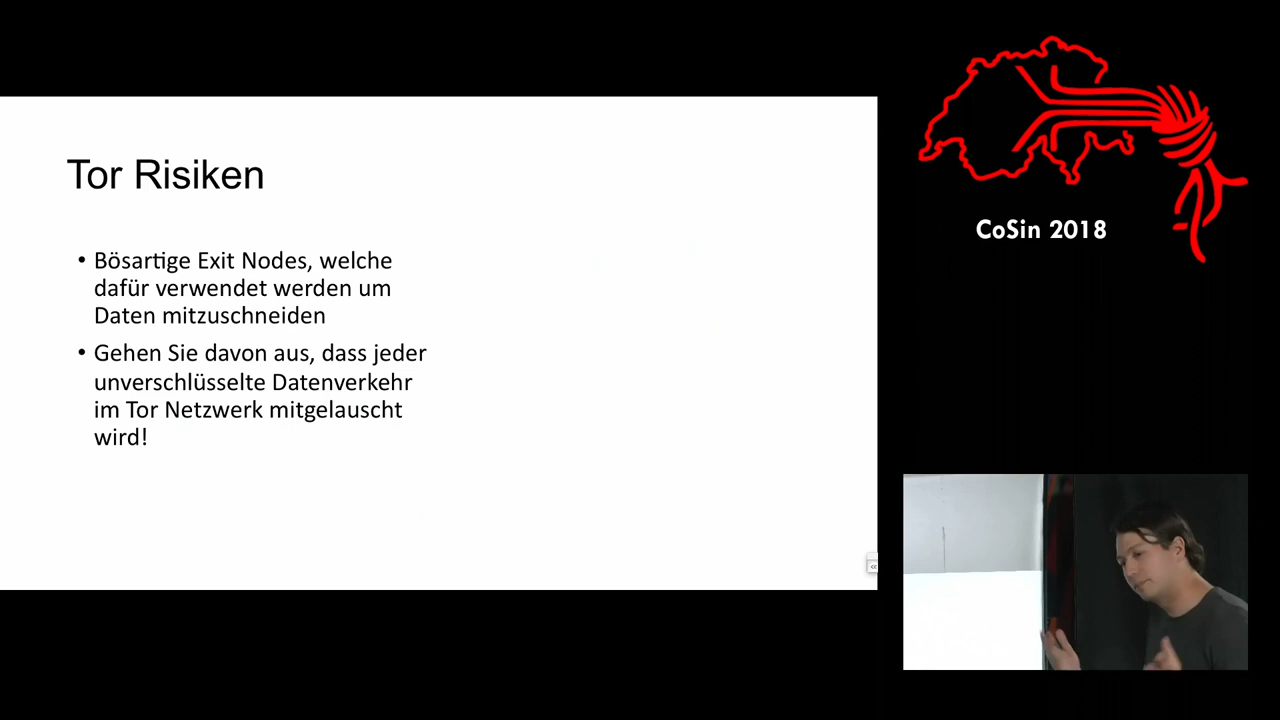 Tor Risiken
• Bösartige Exit Nodes, welche
dafür verwendet werden um
Daten mitzuschneiden
• Gehen Sie davon aus, dass jeder
unverschlüsselte Datenverkehr
im Tor Netzwerk mitgelauscht
wird!
CoSin 2018